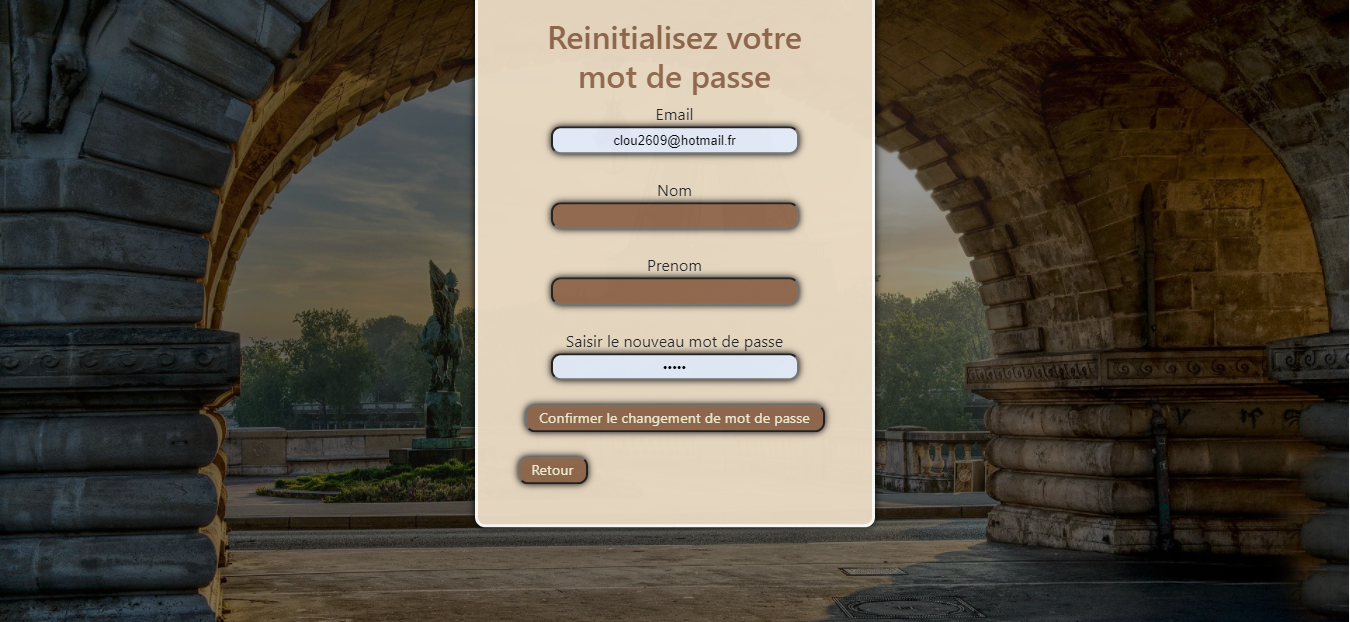 Reinitialisez votre
mot de passe
Email
clou2609@hotmail.fr
Nom
Prenom
Saisir le nouveau mot de passe
•••••
Confirmer le changement de mot de passe
Retour